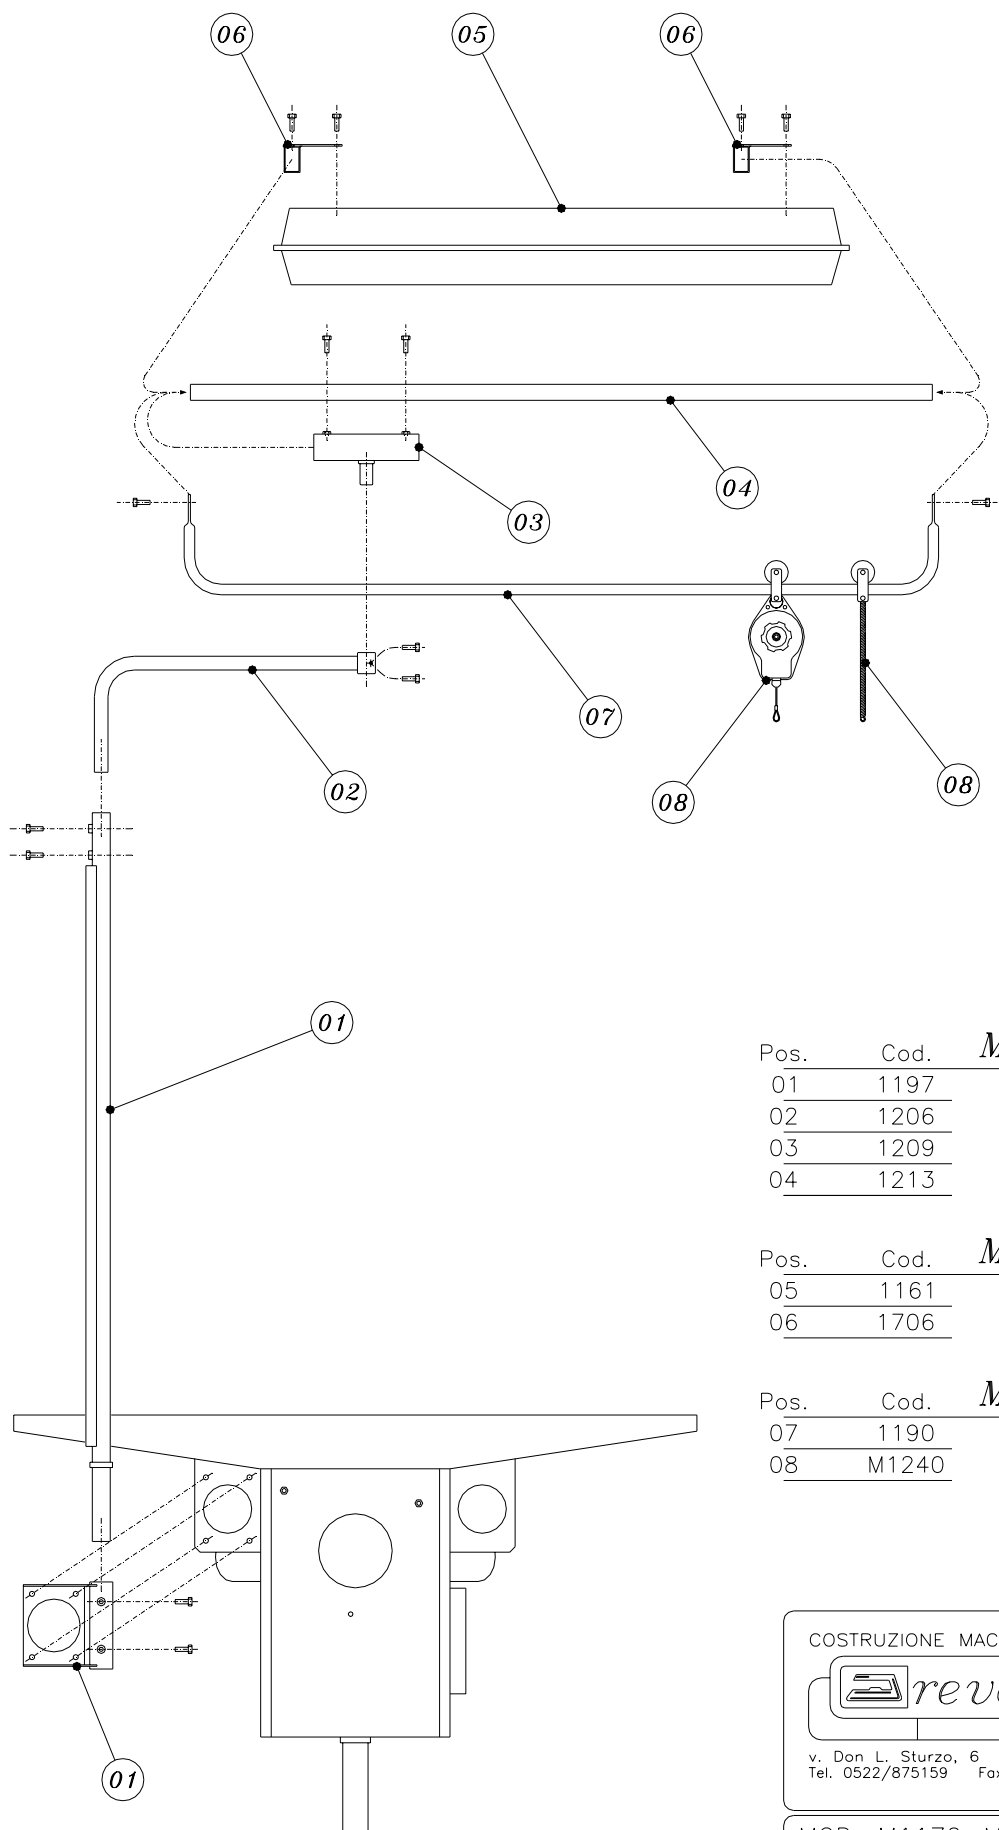 06 05 06
04
03
07
02
08 08
01
Pos. Cod. M
01 1197
02 1206
03 1209
04 1213
Pos. Cod. M
05 1161
06 1706
Pos. Cod. M
07 1190
08 M1240
01
COSTRUZIONE MAC
v. Don L. Sturzo, 6
Tel. 0522/875159 Fax